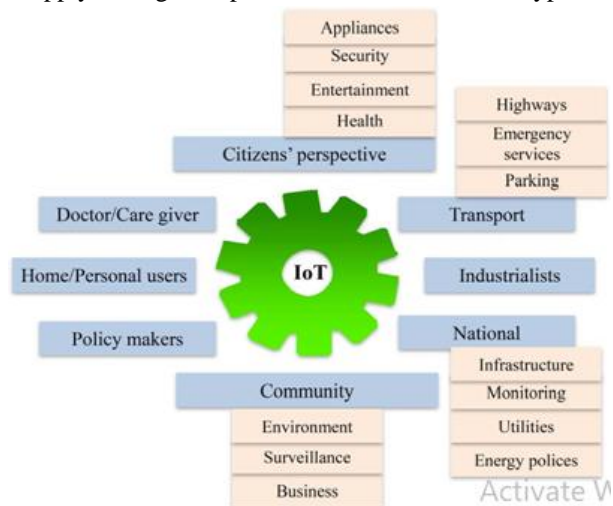 Appliances
Security
Entertainment
Health
Citizens' perspective
Highways
Emergency
services
Parking
Transport
Doctor/Care giver
Home/Personal users
IoT
Industrialists
Policy makers
National
Infrastructure
Monitoring
Utilities
Energy polices
Community
Environment
Surveillance
Business
Activate W